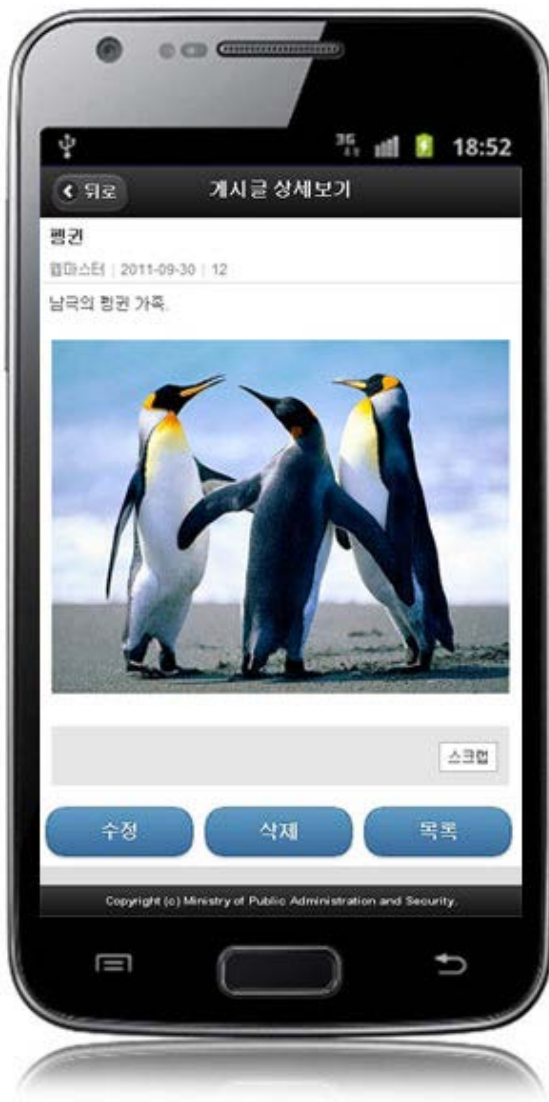 3G
18:52
뒤로 게시글 상세보기
펭귄
웹마스터 | 2011-09-30 | 12
남극의 펭귄 가족.
스크랩
수정 삭제 목록
Copyright (c) Ministry of Public Administration and Security.